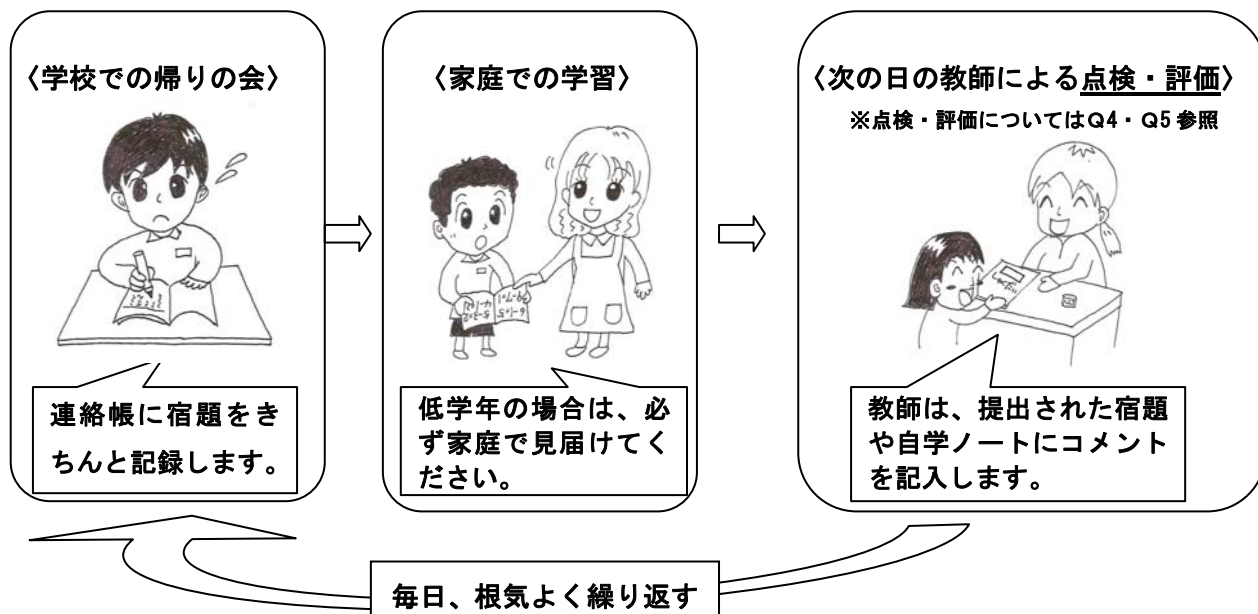 〈学校での帰りの会〉
連絡帳に宿題をき
ちんと記録します。
〈家庭での学習〉
低学年の場合は、必
ず家庭で見届けてく
ださい。
〈次の日の教師による点検・評価〉
※点検・評価についてはQ4・Q5参照
教師は、提出された宿題
や自学ノートにコメント
を記入します。
毎日、根気よく繰り返す